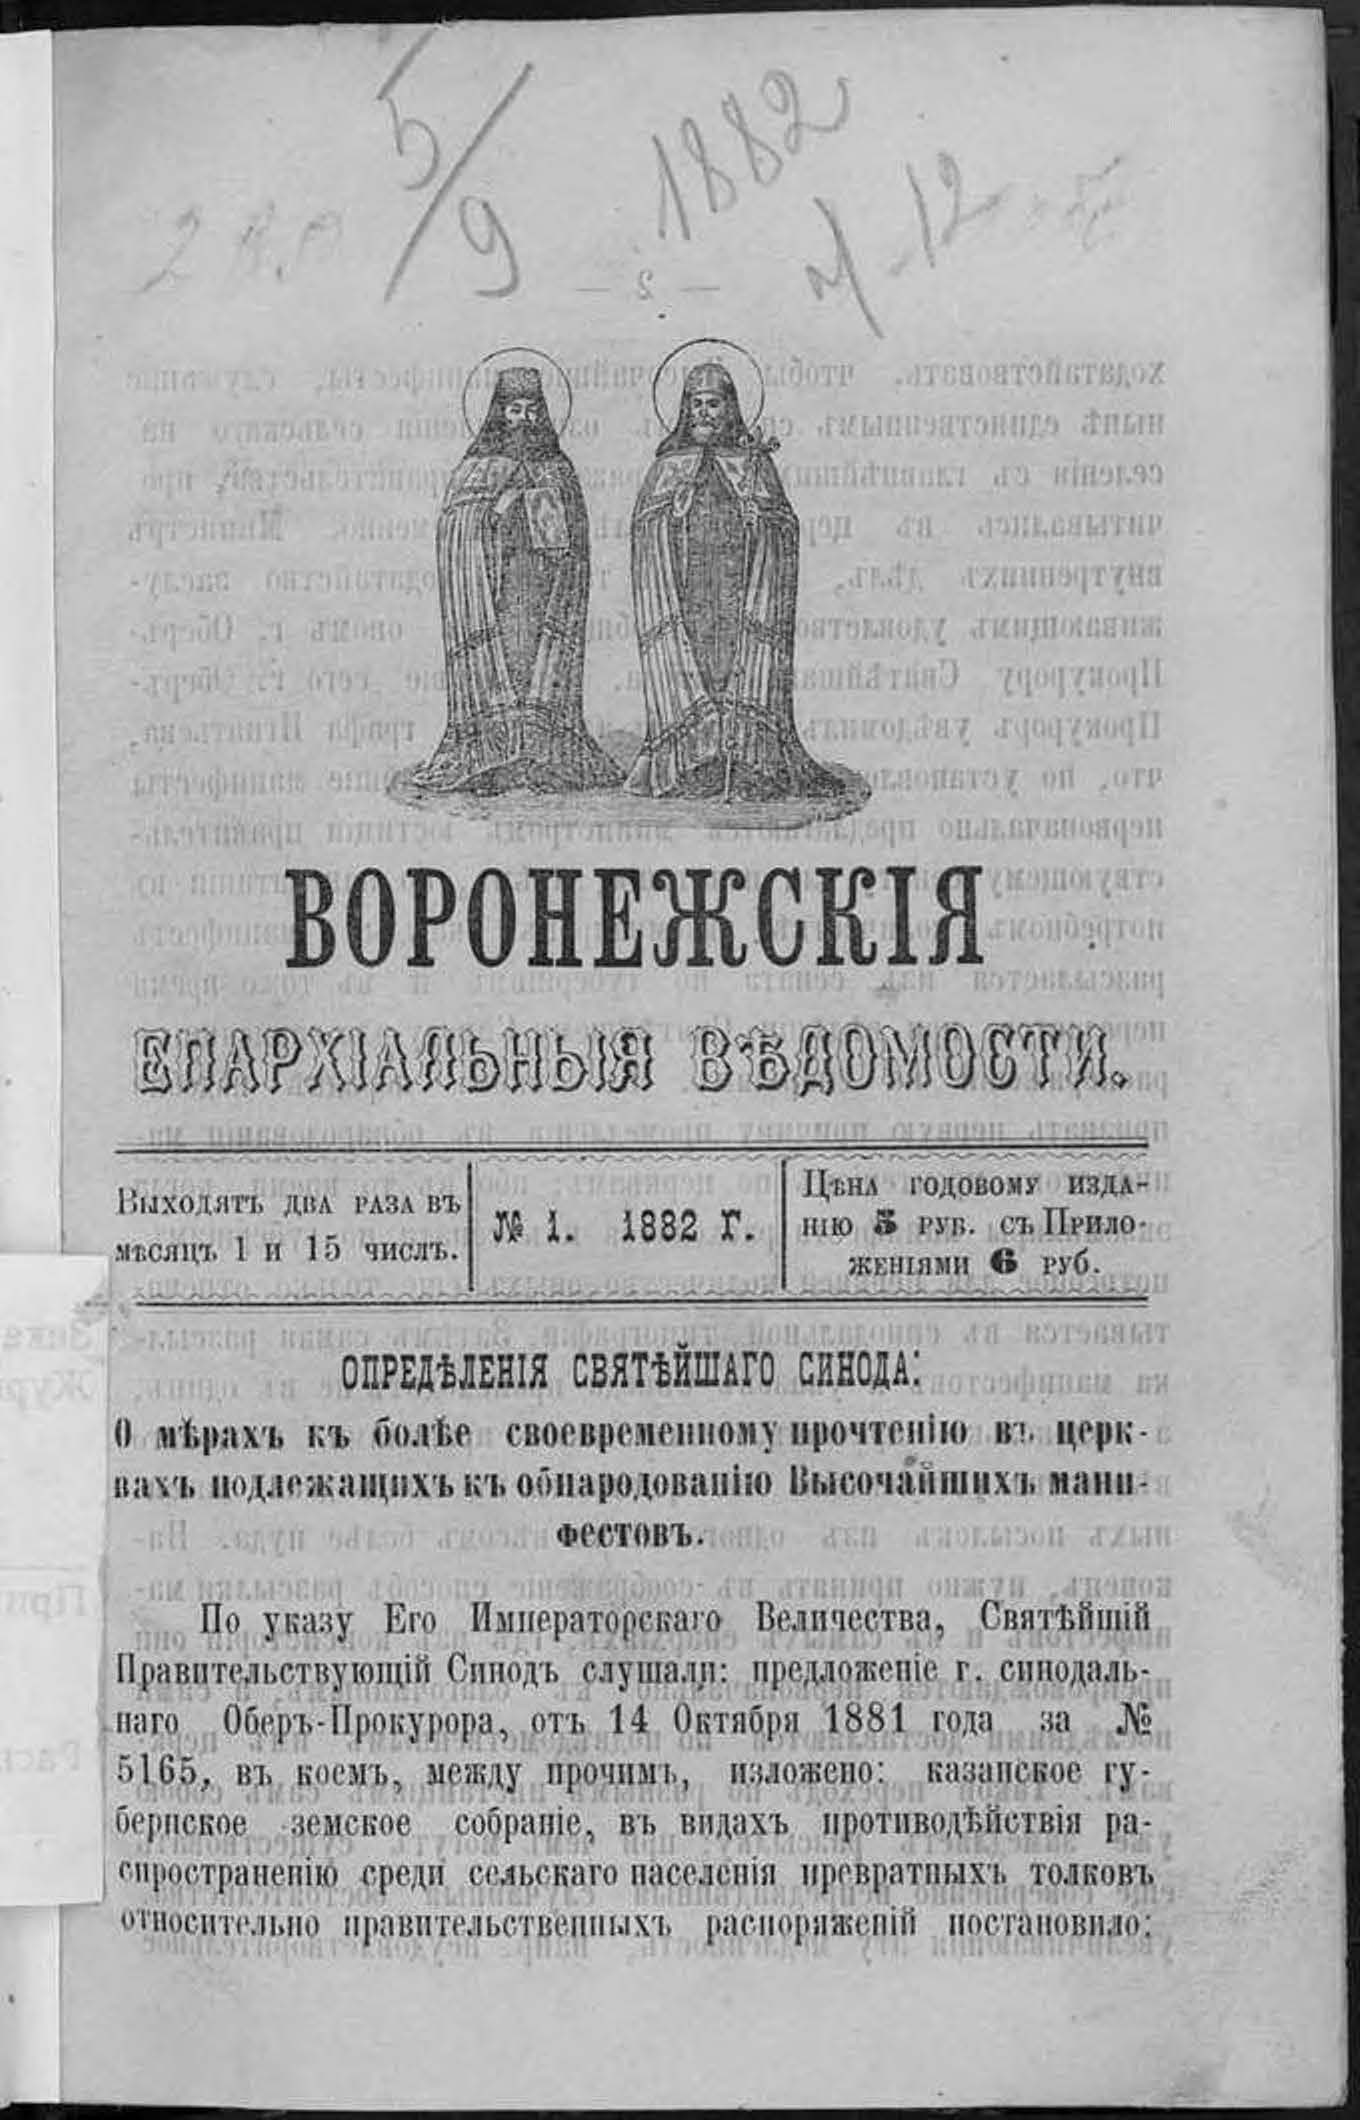 5/9
1882
ВОРОНЕЖСКІЯ
ЕПАРХІАЛЬНЫЯ ВѢДОМОСТИ.
Выходятъ два раза въ
мѣсяцъ 1 и 15 числъ.
№ 1. 1882 Г.
Цѣна годовому изда-
нію 5 руб. съ Прило-
женіями 6 руб.
ОПРЕДѢЛЕНІЯ СВЯТѢЙШАГО СИНОДА:
О мѣрахъ къ болѣе своевременному прочтенію въ церк-
вахъ подлежащихъ къ обнародованію Высочайшихъ мани-
фестовъ.
По указу Его Императорскаго Величества, Святѣйшій
Правительствующій Синодъ слушали: предложеніе г. синодаль-
наго Оберъ-Прокурора, отъ 14 Октября 1881 года за №
5165, въ коемъ, между прочимъ, изложено: казанское гу-
бернское земское собраніе, въ видахъ противодѣйствія ра-
спространенію среди сельскаго населенія превратныхъ толковъ
относительно правительственныхъ распоряженій постановило: